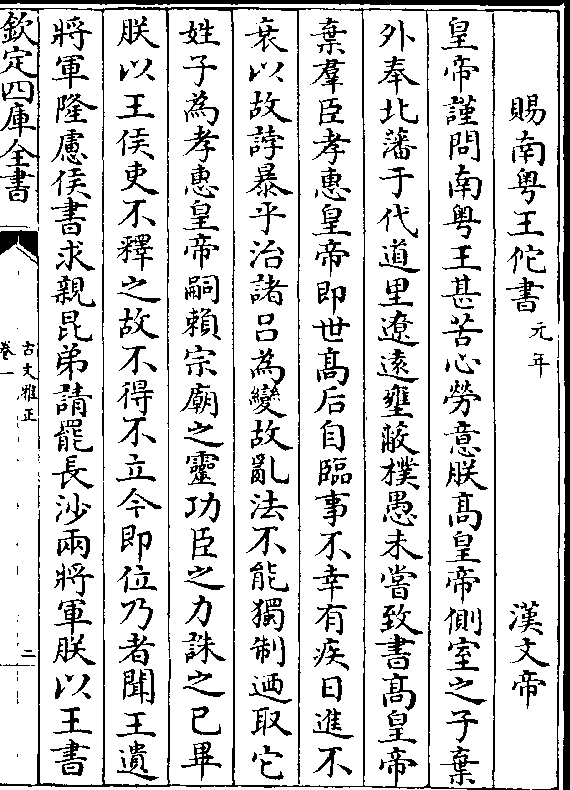 賜南粤王佗書元年 漢文帝
皇帝謹問南粤王甚苦心勞意朕髙皇帝側室之子棄
外奉北藩于代道里遼遠壅蔽樸愚未嘗致書髙皇帝
棄羣臣孝惠皇帝即世髙后自臨事不幸有疾日進不
衰以故誖暴乎治諸吕為變故亂法不能獨制迺取它
姓子為孝惠皇帝嗣賴宗廟之靈功臣之力誅之已畢
朕以王侯吏不釋之故不得不立今即位乃者聞王遺
將軍隆慮侯書求親昆弟請罷長沙兩將軍朕以王書
欽定四庫全書
古文雅正
卷一
二